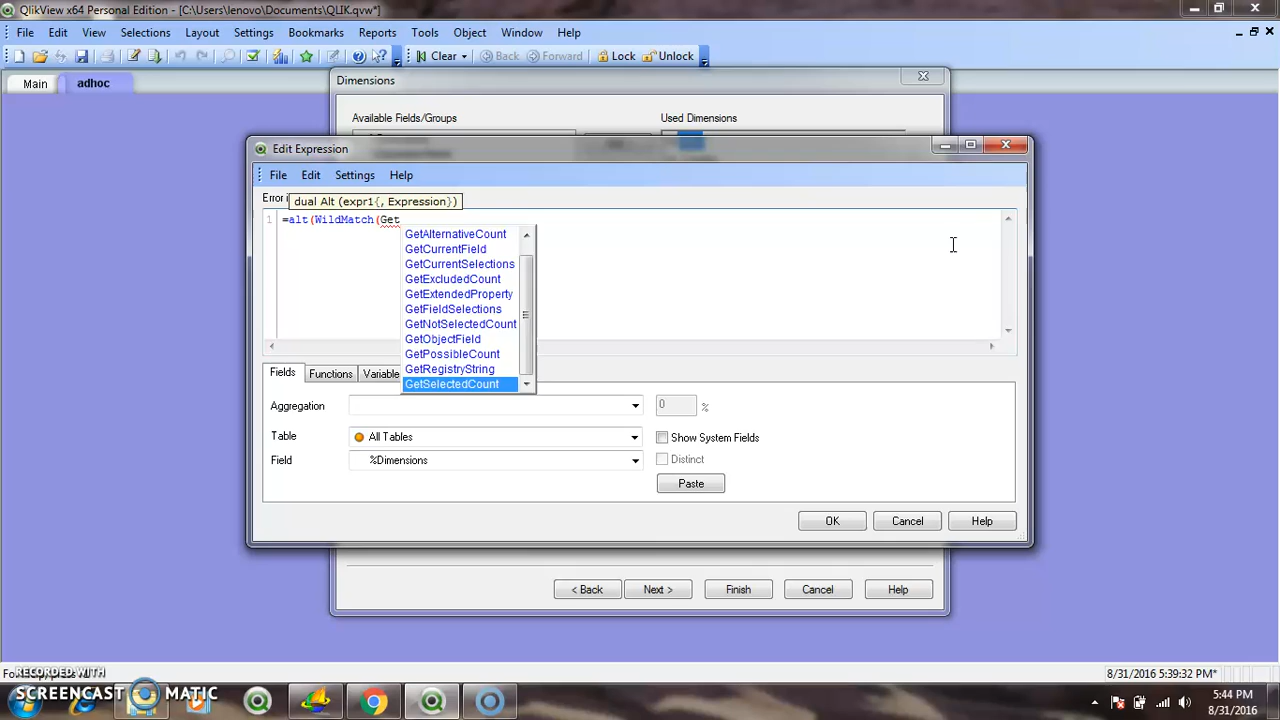 QlikView x64 Personal Edition - [C:\Users\lenovo\Documents\QLIK.qvw*]
File Edit View Selections Layout Settings Bookmarks Reports Tools Object Window Help
Clear Back Forward Lock Unlock
Main adhoc
Dimensions
Available Fields/Groups Used Dimensions
Edit Expression
File Edit Settings Help
Error
dual Alt (expr1{, Expression})
1 =alt(WildMatch(Get
GetAlternativeCount
GetCurrentField
GetCurrentSelections
GetExcludedCount
GetExtendedProperty
GetFieldSelections
GetNotSelectedCount
GetObjectField
GetPossibleCount
GetRegistryString
GetSelectedCount
Fields Functions Variable
Aggregation 0 %
Table All Tables Show System Fields
Field %Dimensions Distinct
Paste
OK Cancel Help
< Back Next > Finish Cancel Help
RECORDED WITH
SCREENCAST MATIC
8/31/2016 5:39:32 PM*
5:44 PM
8/31/2016